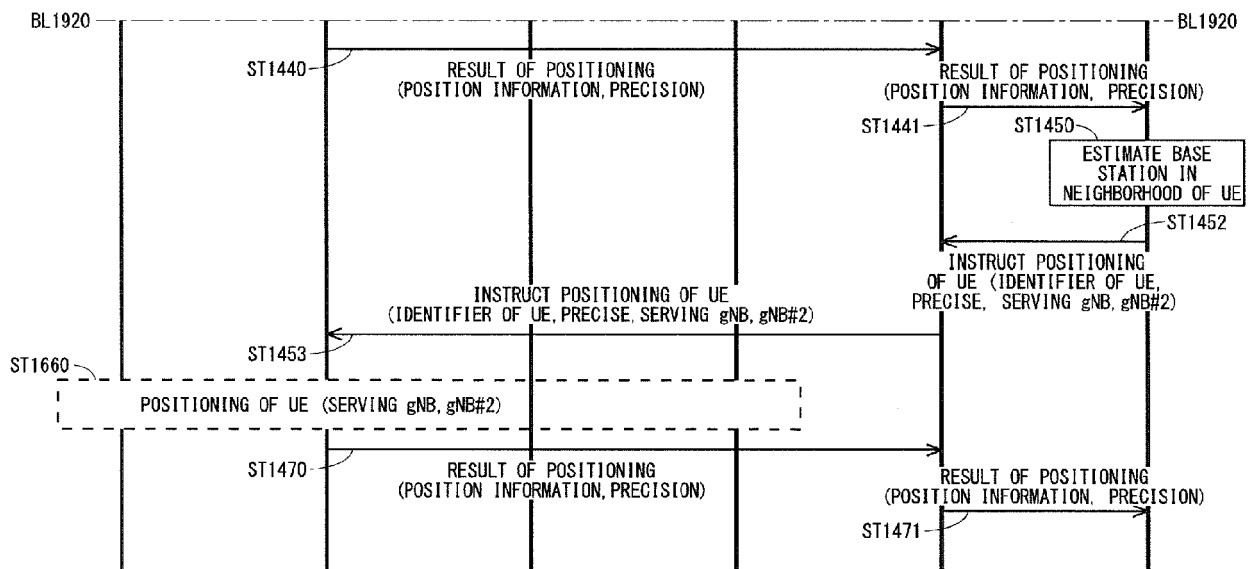 BL1920
BL1920
ST1440
RESULT OF POSITIONING
(POSITION INFORMATION, PRECISION)
RESULT OF POSITIONING
(POSITION INFORMATION, PRECISION)
ST1441
ST1450
ESTIMATE BASE
STATION IN
NEIGHBORHOOD OF UE
ST1452
INSTRUCT POSITIONING
OF UE (IDENTIFIER OF UE,
PRECISE, SERVING gNB, gNB#2)
INSTRUCT POSITIONING OF UE
(IDENTIFIER OF UE, PRECISE, SERVING gNB, gNB#2)
ST1453
ST1660
POSITIONING OF UE (SERVING gNB, gNB#2)
ST1470
RESULT OF POSITIONING
(POSITION INFORMATION, PRECISION)
RESULT OF POSITIONING
(POSITION INFORMATION, PRECISION)
ST1471